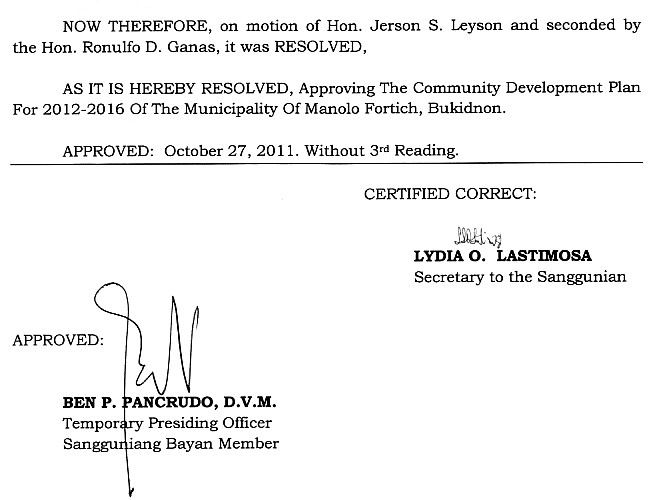 NOW THEREFORE, on motion of Hon. Jerson S. Leyson and seconded by
the Hon. Ronulfo D. Ganas, it was RESOLVED,
AS IT IS HEREBY RESOLVED, Approving The Community Development Plan
For 2012-2016 Of The Municipality Of Manolo Fortich, Bukidnon.
APPROVED: October 27, 2011. Without 3rd Reading.
CERTIFIED CORRECT:
LYDIA O. LASTIMOSA
Secretary to the Sanggunian
APPROVED:
BEN P. PANCRUDO, D.V.M.
Temporary Presiding Officer
Sangguniang Bayan Member